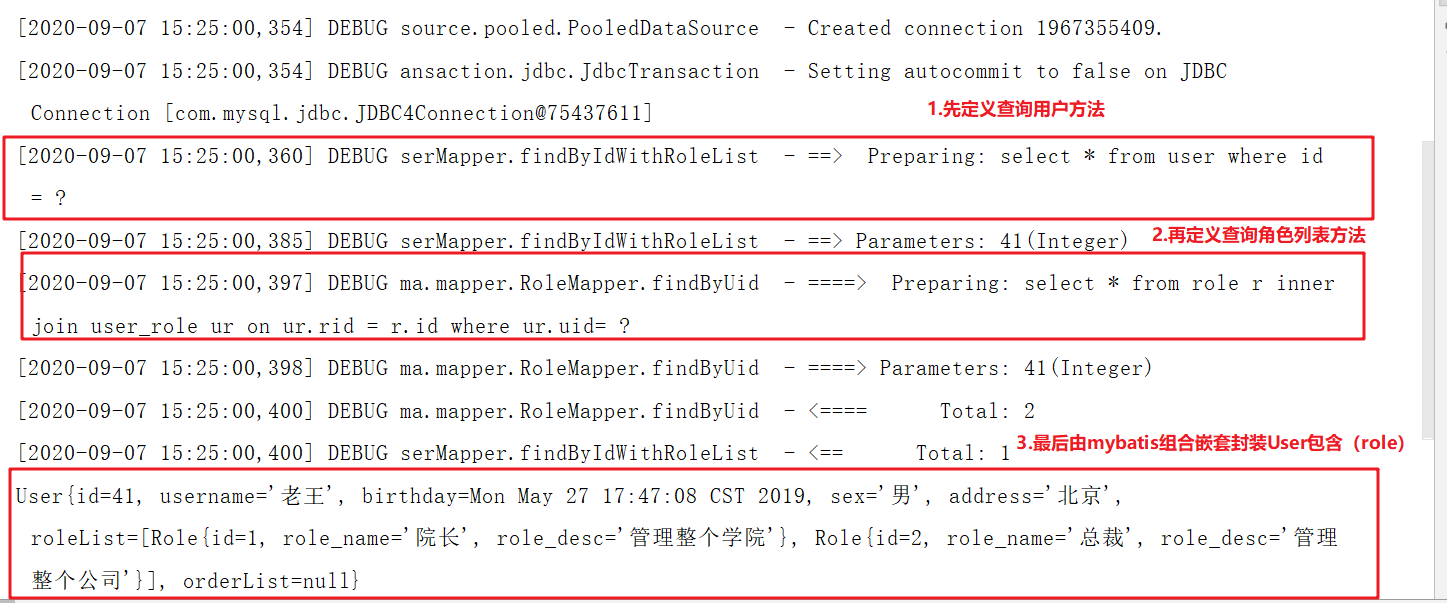 [2020-09-07 15:25:00,354] DEBUG source.pooled.PooledDataSource  - Created connection 1967355409.
[2020-09-07 15:25:00,354] DEBUG ansaction.jdbc.JdbcTransaction  - Setting autocommit to false on JDBC
Connection [com.mysql.jdbc.JDBC4Connection@75437611]
1.先定义查询用户方法
[2020-09-07 15:25:00,360] DEBUG serMapper.findByIdWithRoleList  - ==>  Preparing: select * from user where id
= ?
[2020-09-07 15:25:00,385] DEBUG serMapper.findByIdWithRoleList  - ==> Parameters: 41(Integer)
2.再定义查询角色列表方法
[2020-09-07 15:25:00,397] DEBUG ma.mapper.RoleMapper.findByUid  - ====>  Preparing: select * from role r inner
join user_role ur on ur.rid = r.id where ur.uid= ?
[2020-09-07 15:25:00,398] DEBUG ma.mapper.RoleMapper.findByUid  - ====> Parameters: 41(Integer)
[2020-09-07 15:25:00,400] DEBUG ma.mapper.RoleMapper.findByUid  - <====      Total: 2
[2020-09-07 15:25:00,400] DEBUG serMapper.findByIdWithRoleList  - <==      Total: 1
3.最后由mybatis组合嵌套封装User包含（role）
User{id=41, username='老王', birthday=Mon May 27 17:47:08 CST 2019, sex='男', address='北京',
roleList=[Role{id=1, role_name='院长', role_desc='管理整个学院'}, Role{id=2, role_name='总裁', role_desc='管理
整个公司'}], orderList=null}